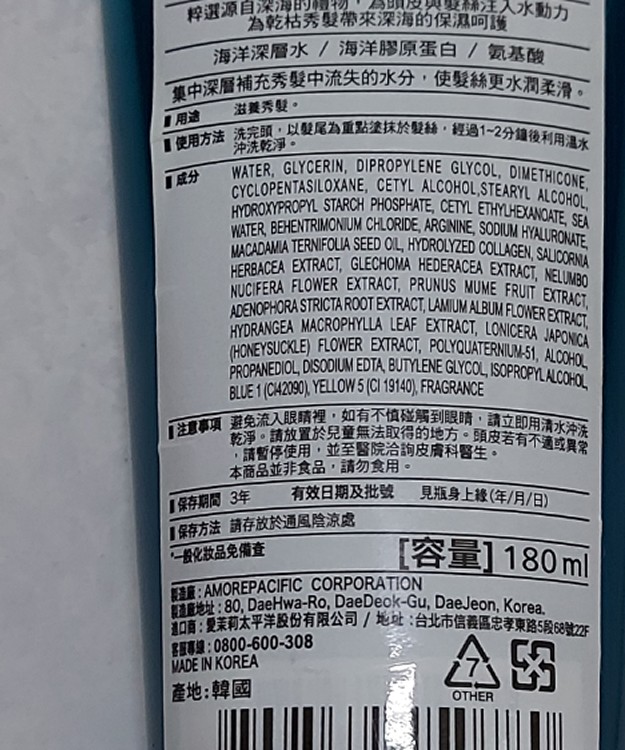 粹選源自深海的禮物，為頭皮與髮絲注入水動力
為乾枯秀髮帶來深海的保濕呵護
海洋深層水 / 海洋膠原蛋白 / 氨基酸
集中深層補充秀髮中流失的水分，使髮絲更水潤柔滑。
用途 滋養秀髮。
使用方法 洗完頭，以髮尾為重點塗抹於髮絲，經過1~2分鐘後利用溫水
沖洗乾淨。
成分 WATER, GLYCERIN, DIPROPYLENE GLYCOL, DIMETHICONE,
CYCLOPENTASILOXANE, CETYL ALCOHOL,STEARYL ALCOHOL,
HYDROXYPROPYL STARCH PHOSPHATE, CETYL ETHYLHEXANOATE, SEA
WATER, BEHENTRIMONIUM CHLORIDE, ARGININE, SODIUM HYALURONATE,
MACADAMIA TERNIFOLIA SEED OIL, HYDROLYZED COLLAGEN, SALICORNIA
HERBACEA EXTRACT, GLECHOMA HEDERACEA EXTRACT, NELUMBO
NUCIFERA FLOWER EXTRACT, PRUNUS MUME FRUIT EXTRACT,
ADENOPHORA STRICTA ROOT EXTRACT, LAMIUM ALBUM FLOWER EXTRACT,
HYDRANGEA MACROPHYLLA LEAF EXTRACT, LONICERA JAPONICA
(HONEYSUCKLE) FLOWER EXTRACT, POLYQUATERNIUM-51, ALCOHOL,
PROPANEDIOL, DISODIUM EDTA, BUTYLENE GLYCOL, ISOPROPYL ALCOHOL,
BLUE 1 (CI42090), YELLOW 5 (CI 19140), FRAGRANCE
注意事項 避免流入眼睛裡，如有不慎碰觸到眼睛，請立即用清水沖洗
乾淨。請放置於兒童無法取得的地方。頭皮若有不適或異常
，請暫停使用，並至醫院洽詢皮膚科醫生。
本商品並非食品，請勿食用。
保存期間 3年 有效日期及批號 見瓶身上緣(年/月/日)
保存方法 請存放於通風陰涼處
*一般化妝品免備查 [容量] 180ml
製造廠 : AMOREPACIFIC CORPORATION
製造廠地址 : 80, DaeHwa-Ro, DaeDeok-Gu, DaeJeon, Korea.
進口商 : 愛茉莉太平洋股份有限公司 / 地址 : 台北市信義區忠孝東路5段68號22F
客服專線 : 0800-600-308
MADE IN KOREA
產地 : 韓國
7
OTHER